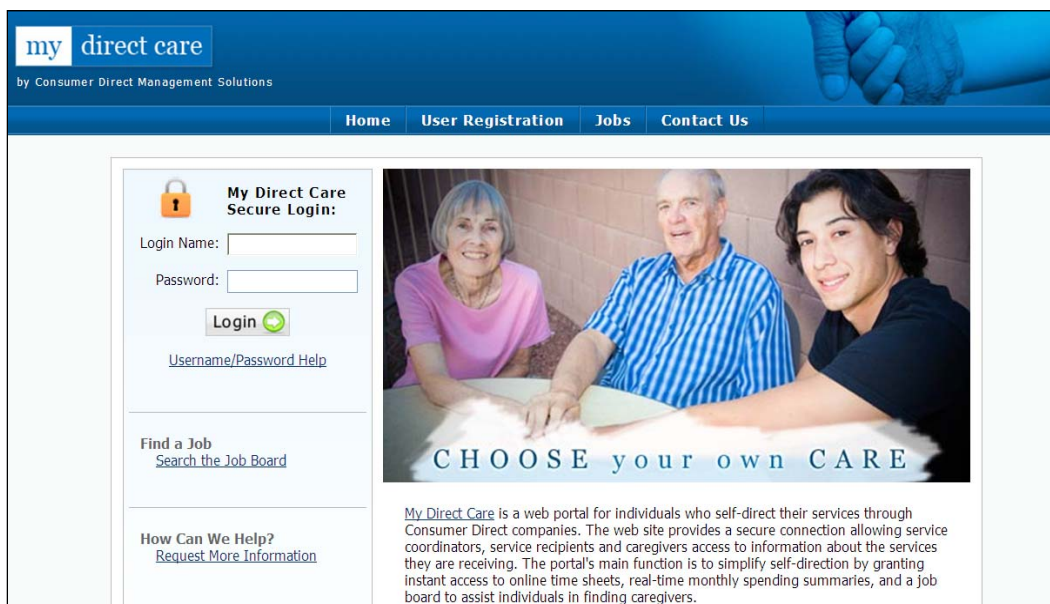 my direct care
by Consumer Direct Management Solutions
Home User Registration Jobs Contact Us
My Direct Care
Secure Login:
Login Name:
Password:
Login
Username/Password Help
Find a Job
Search the Job Board
How Can We Help?
Request More Information
CHOOSE your own CARE
My Direct Care is a web portal for individuals who self-direct their services through
Consumer Direct companies. The web site provides a secure connection allowing service
coordinators, service recipients and caregivers access to information about the services
they are receiving. The portal's main function is to simplify self-direction by granting
instant access to online time sheets, real-time monthly spending summaries, and a job
board to assist individuals in finding caregivers.